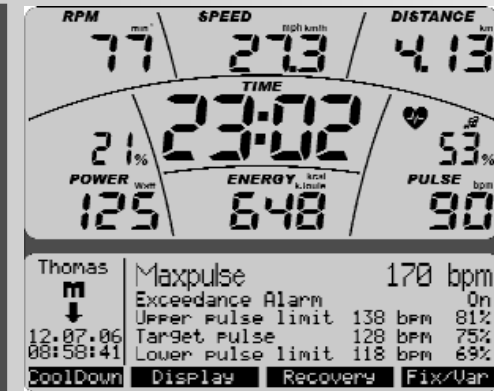 RPM SPEED DISTANCE
min⁻ mph km/h km
77 27.3 4.13
TIME
23:02
21% 53%
POWER Watt ENERGY kcal k.Joule PULSE bpm
125 648 90
Thomas Maxpulse 170 bpm
m Exceedance Alarm On
Upper pulse limit 138 bpm 81%
12.07.06 Target pulse 128 bpm 75%
08:58:41 Lower pulse limit 118 bpm 69%
CoolDown Display Recovery Fix/Var